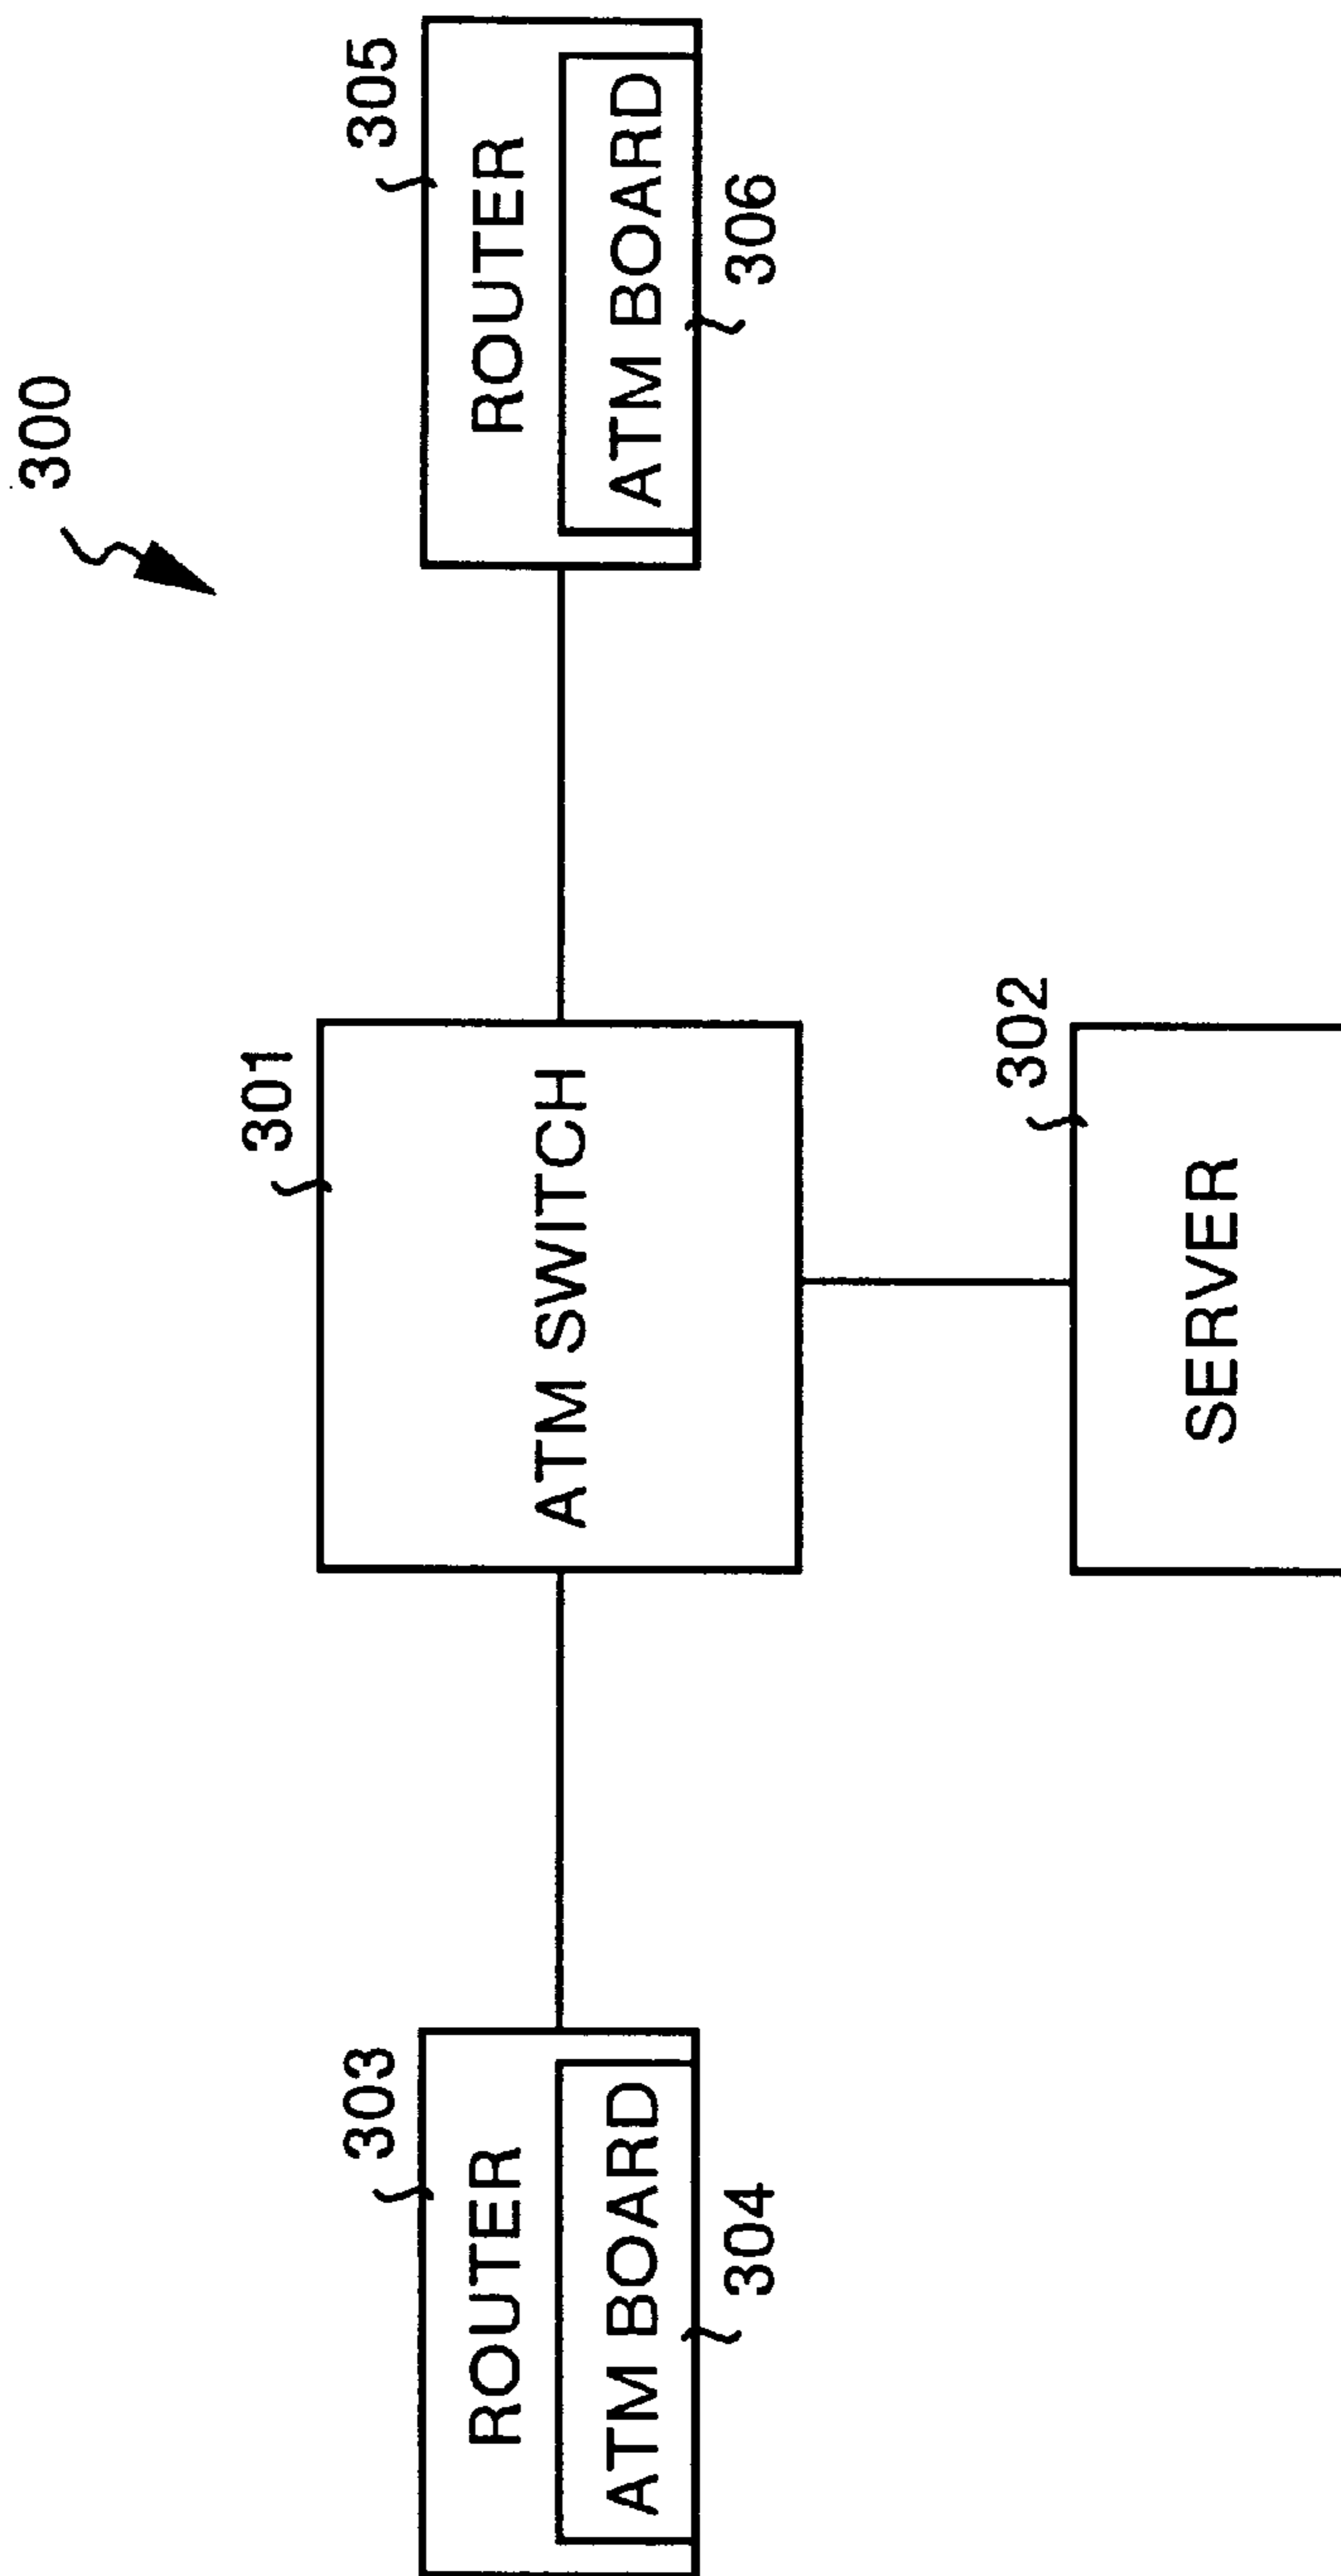 300
301
ATM SWITCH
303
ROUTER
ATM BOARD
304
305
ROUTER
ATM BOARD
306
302
SERVER